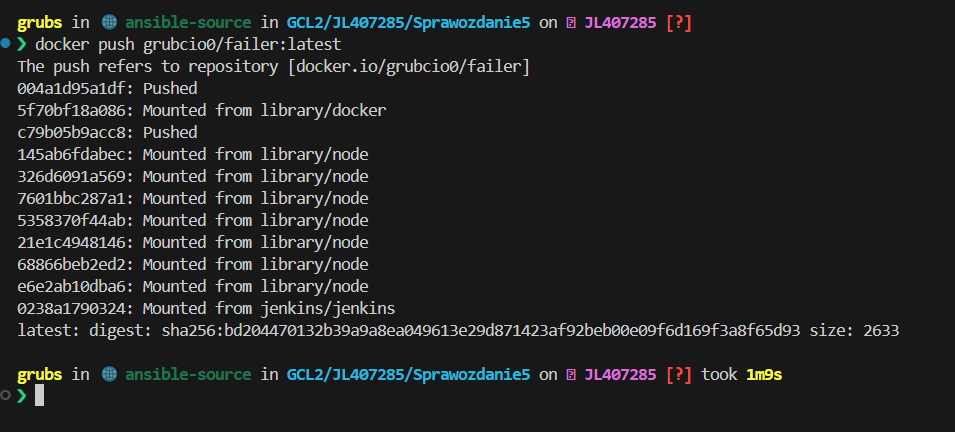 grubs in 🌐 ansible-source in GCL2/JL407285/Sprawozdanie5 on JL407285 [?]
❯ docker push grubcio0/failer:latest
The push refers to repository [docker.io/grubcio0/failer]
004a1d95a1df: Pushed
5f70bf18a086: Mounted from library/docker
c79b05b9acc8: Pushed
145ab6fdabec: Mounted from library/node
326d6091a569: Mounted from library/node
7601bbc287a1: Mounted from library/node
5358370f44ab: Mounted from library/node
21e1c4948146: Mounted from library/node
68866beb2ed2: Mounted from library/node
e6e2ab10dba6: Mounted from library/node
0238a1790324: Mounted from jenkins/jenkins
latest: digest: sha256:bd204470132b39a9a8ea049613e29d871423af92beb00e09f6d169f3a8f65d93 size: 2633
grubs in 🌐 ansible-source in GCL2/JL407285/Sprawozdanie5 on JL407285 [?] took 1m9s
❯